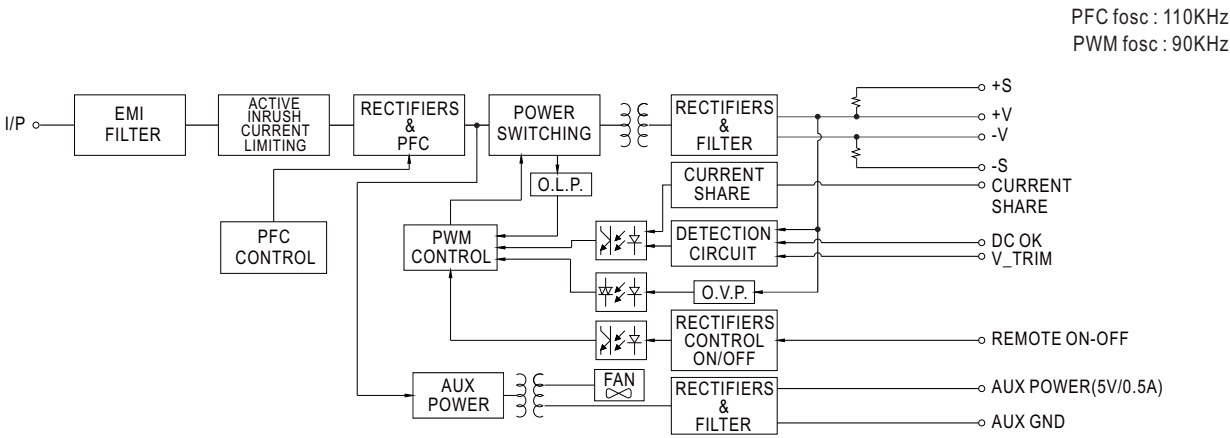 PFC fosc : 110KHz
PWM fosc : 90KHz
I/P
EMI
FILTER
ACTIVE
INRUSH
CURRENT
LIMITING
RECTIFIERS
&
PFC
POWER
SWITCHING
RECTIFIERS
&
FILTER
+S
+V
-V
-S
CURRENT
SHARE
CURRENT
SHARE
O.L.P.
PFC
CONTROL
PWM
CONTROL
DETECTION
CIRCUIT
DC OK
V_TRIM
O.V.P.
RECTIFIERS
CONTROL
ON/OFF
REMOTE ON-OFF
AUX
POWER
FAN
RECTIFIERS
&
FILTER
AUX POWER(5V/0.5A)
AUX GND